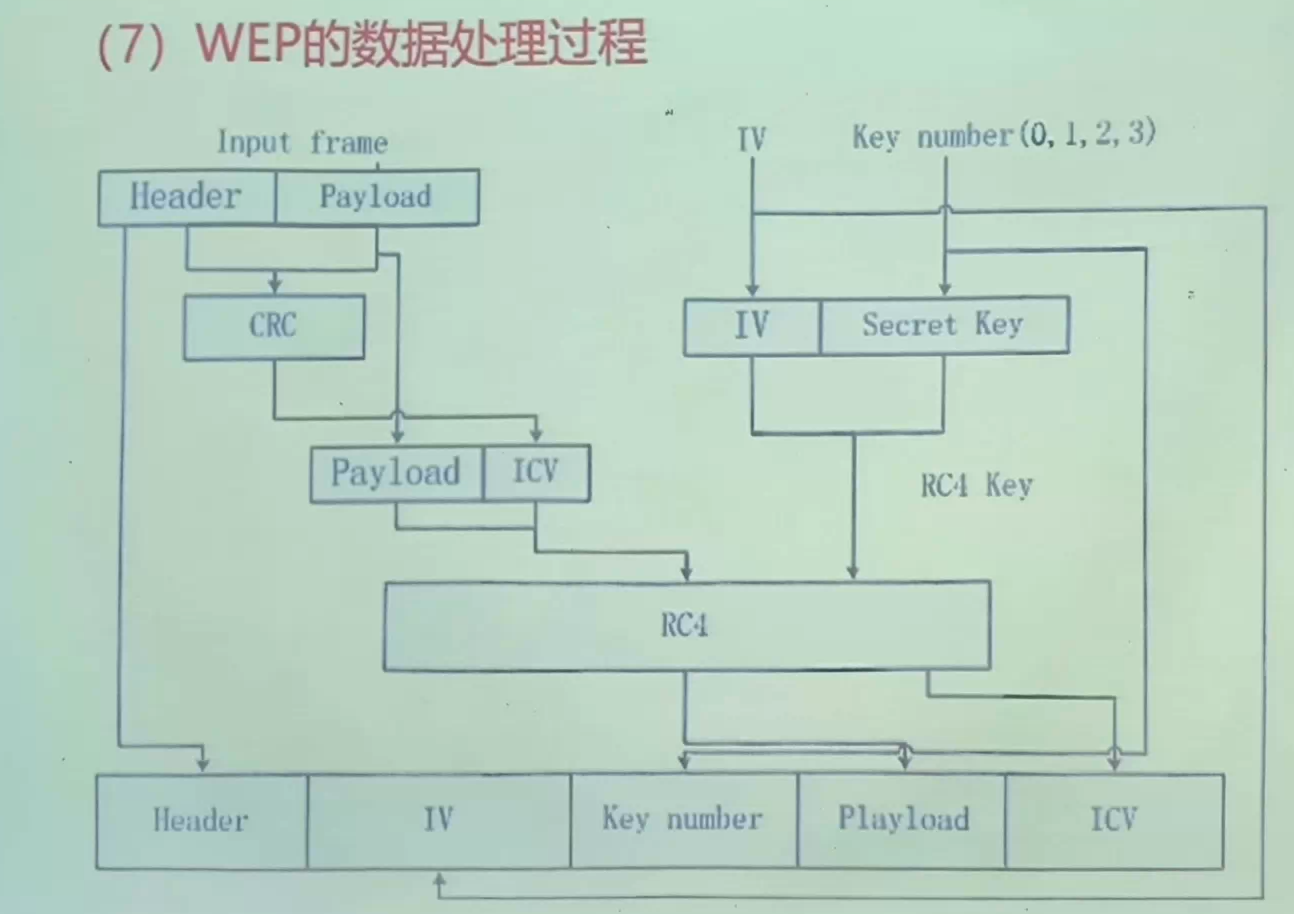 （7）WEP的数据处理过程
Input frame
Header
Payload
IV
Key number(0, 1, 2, 3)
CRC
IV
Secret Key
Payload
ICV
RC4 Key
RC4
Header
IV
Key number
Playload
ICV